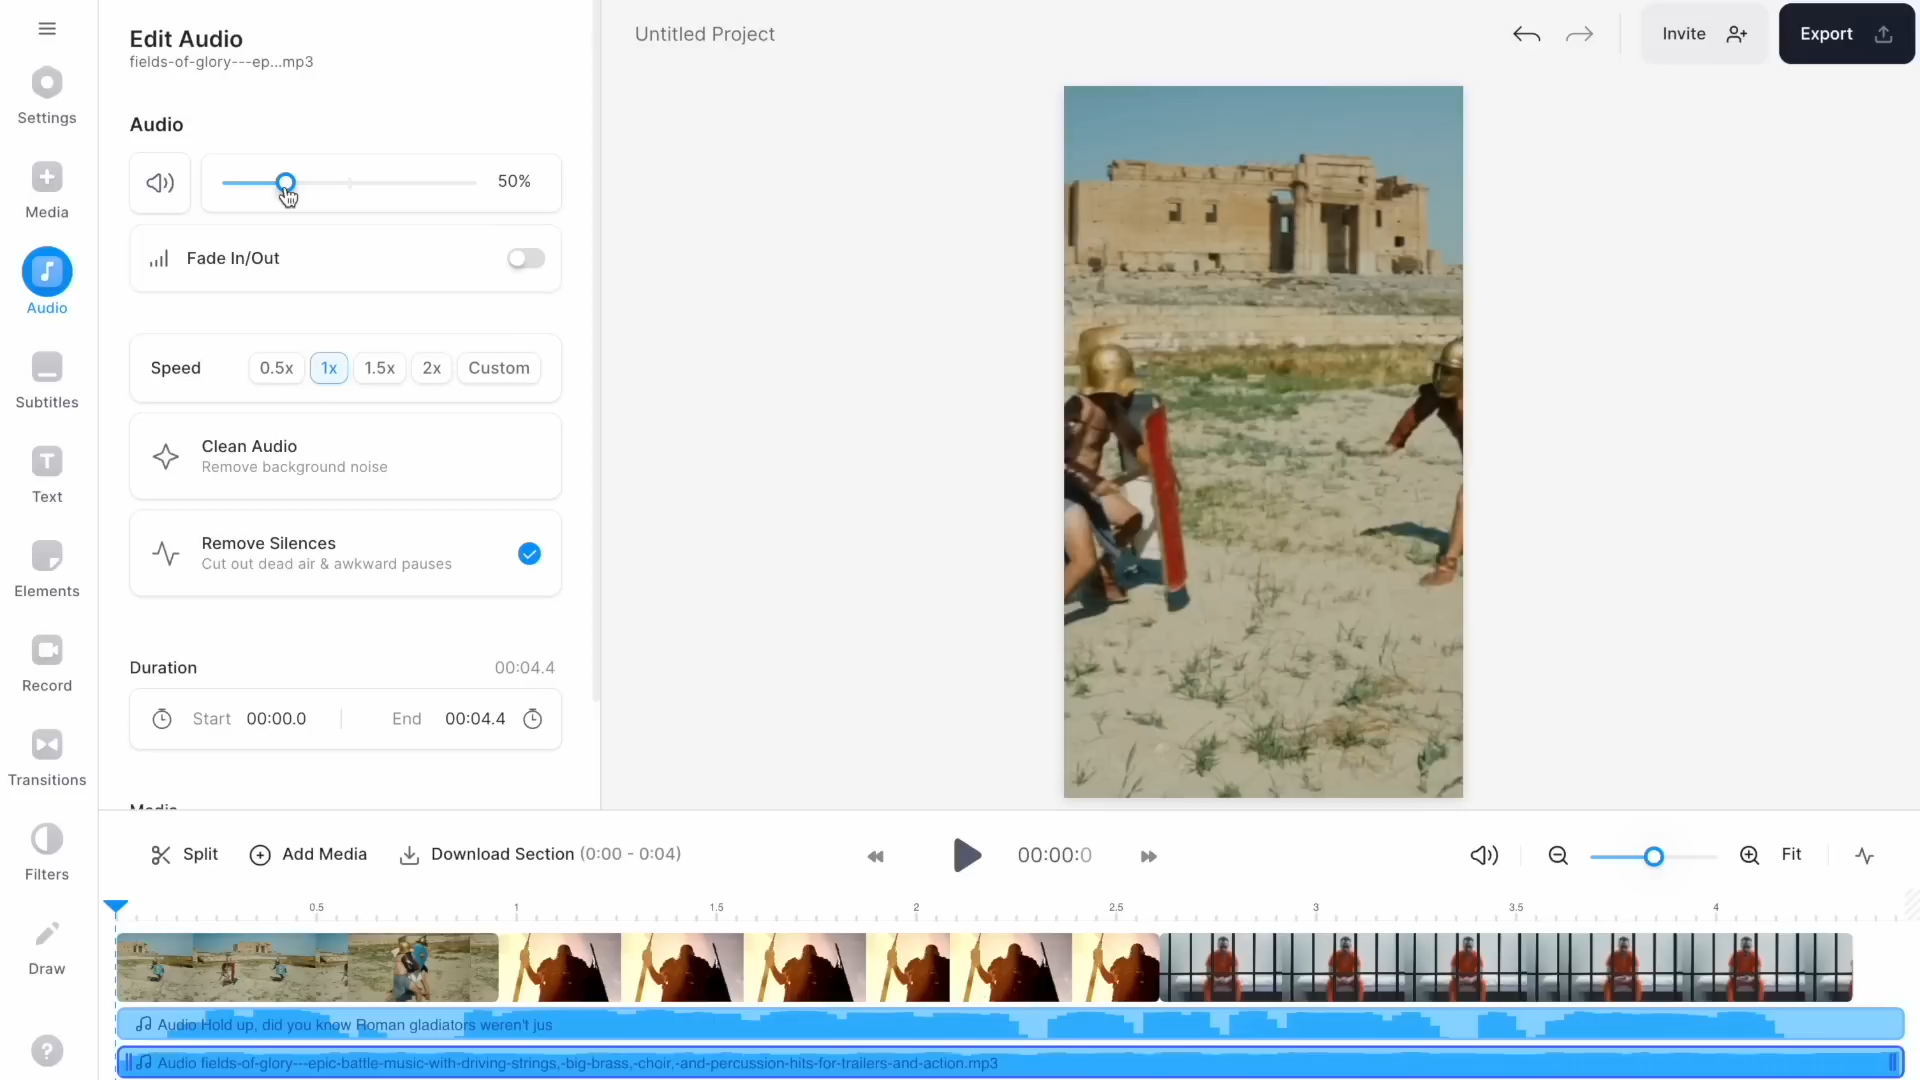 Edit Audio
fields-of-glory---ep...mp3
Untitled Project
Invite
Export
Settings
Media
Audio
Subtitles
Text
Elements
Record
Transitions
Filters
Draw
?
Audio
50%
Fade In/Out
Speed
0.5x
1x
1.5x
2x
Custom
Clean Audio
Remove background noise
Remove Silences
Cut out dead air & awkward pauses
Duration
00:04.4
Start 00:00.0
End 00:04.4
Media
Split
Add Media
Download Section (0:00 - 0:04)
00:00:0
Fit
0.5
1
1.5
2
2.5
3
3.5
4
Audio Hold up, did you know Roman gladiators weren't jus
Audio fields-of-glory---epic-battle-music-with-driving-strings,-big-brass,-choir,-and-percussion-hits-for-trailers-and-action.mp3